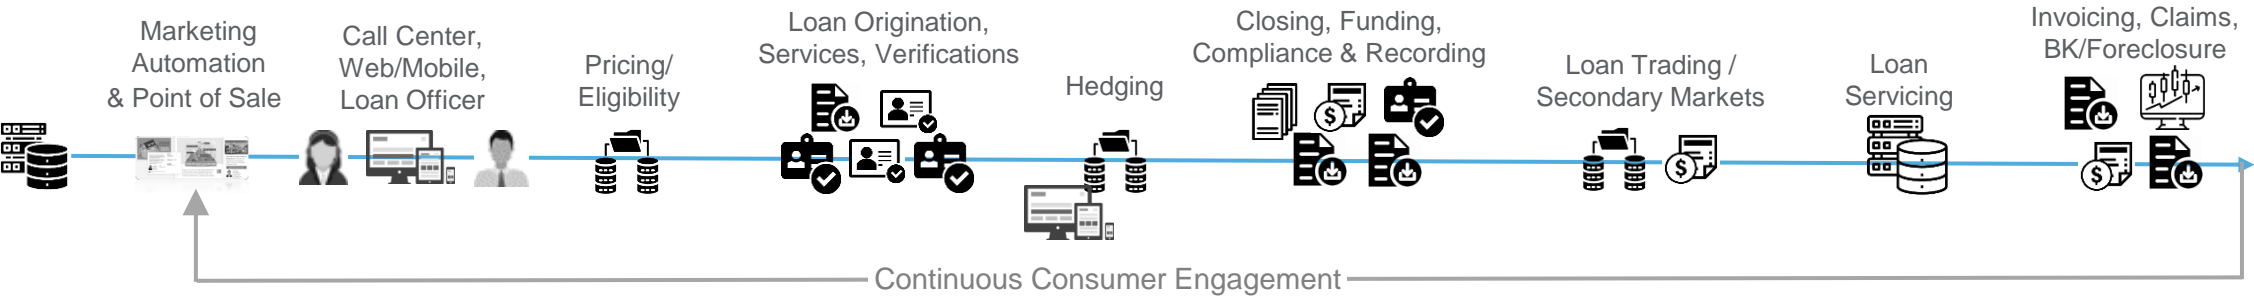 Marketing
Automation
& Point of Sale
Call Center,
Web/Mobile,
Loan Officer
Pricing/
Eligibility
Loan Origination,
Services, Verifications
Hedging
Closing, Funding,
Compliance & Recording
Loan Trading /
Secondary Markets
Loan
Servicing
Invoicing, Claims,
BK/Foreclosure
Continuous Consumer Engagement